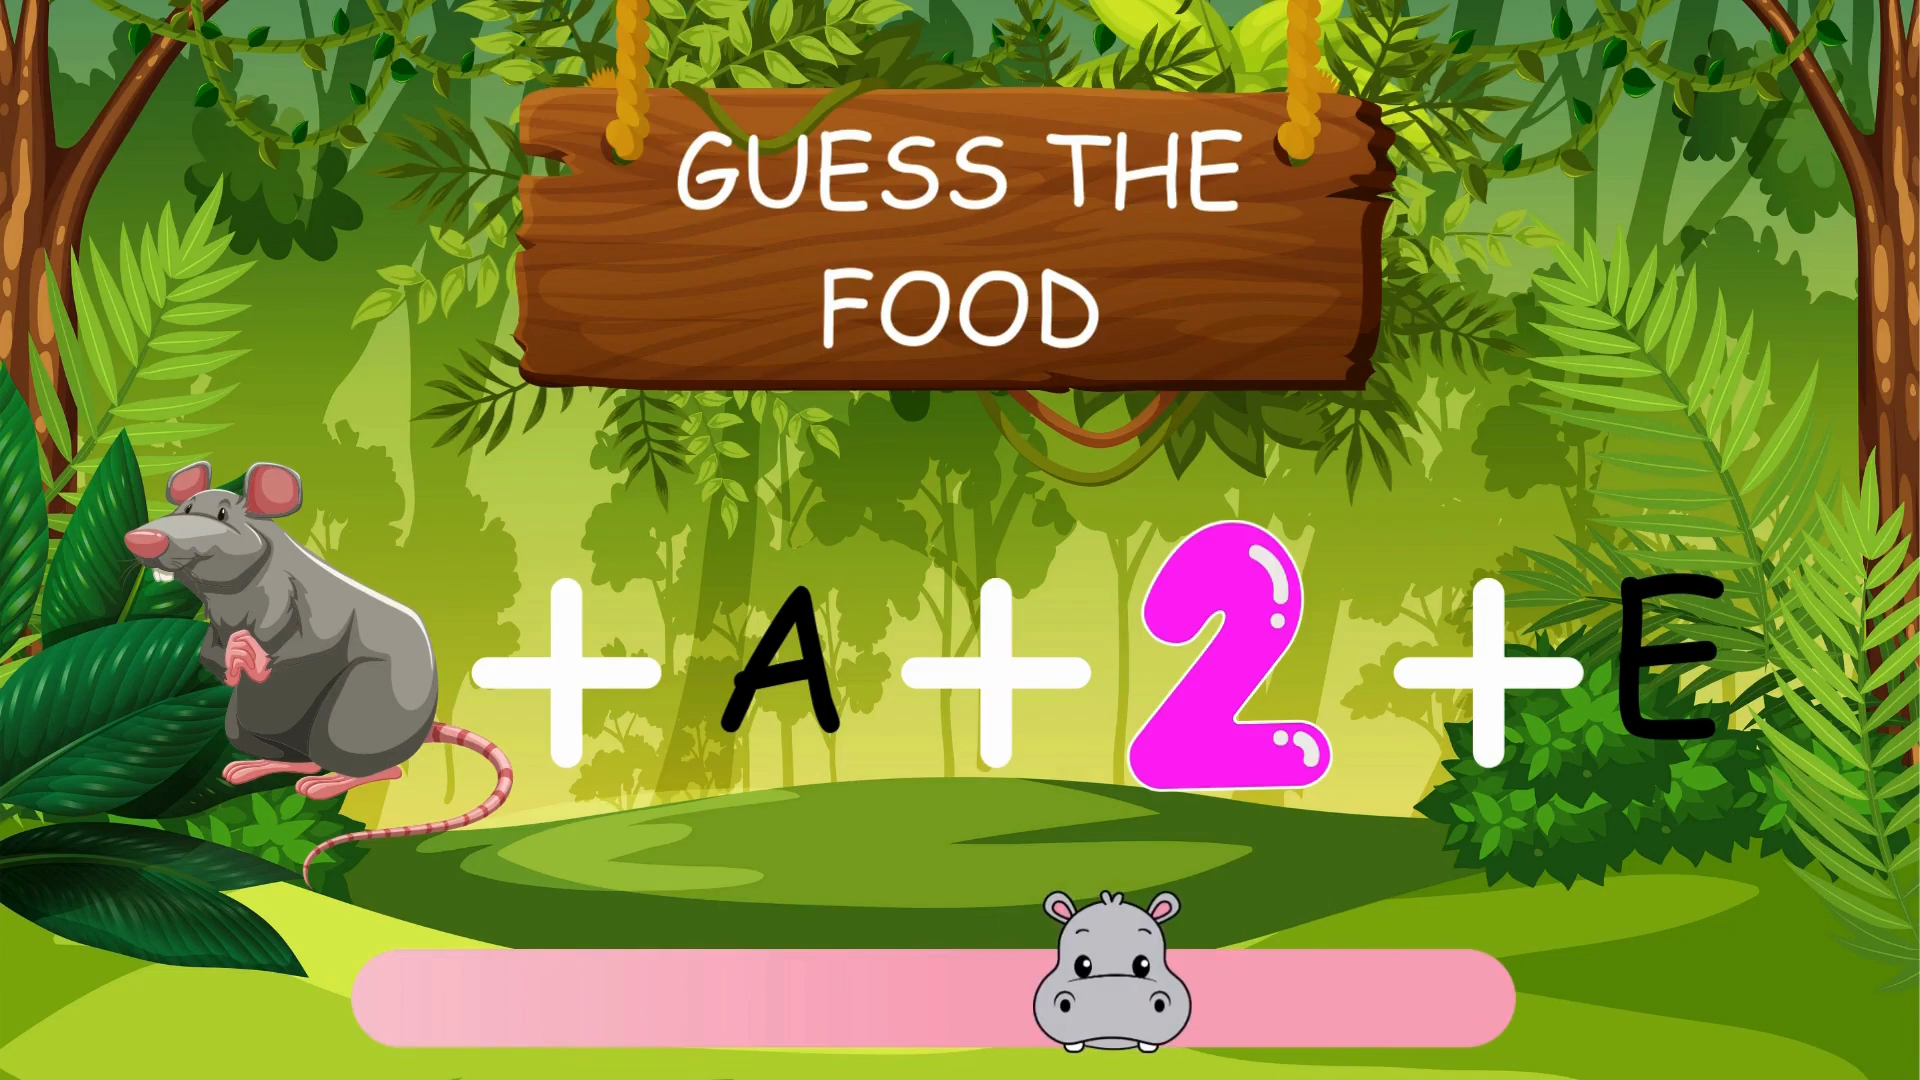 GUESS THE
FOOD
+ A + 2 + E